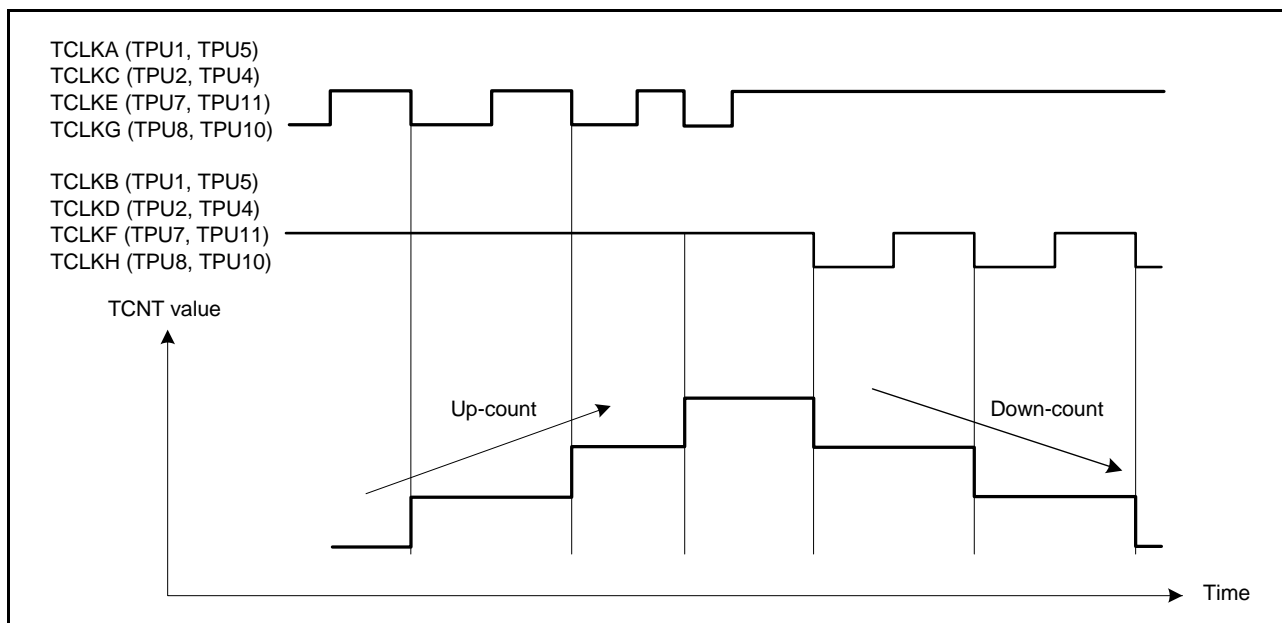 TCLKA (TPU1, TPU5)
TCLKC (TPU2, TPU4)
TCLKE (TPU7, TPU11)
TCLKG (TPU8, TPU10)
TCLKB (TPU1, TPU5)
TCLKD (TPU2, TPU4)
TCLKF (TPU7, TPU11)
TCLKH (TPU8, TPU10)
TCNT value
Up-count
Down-count
Time